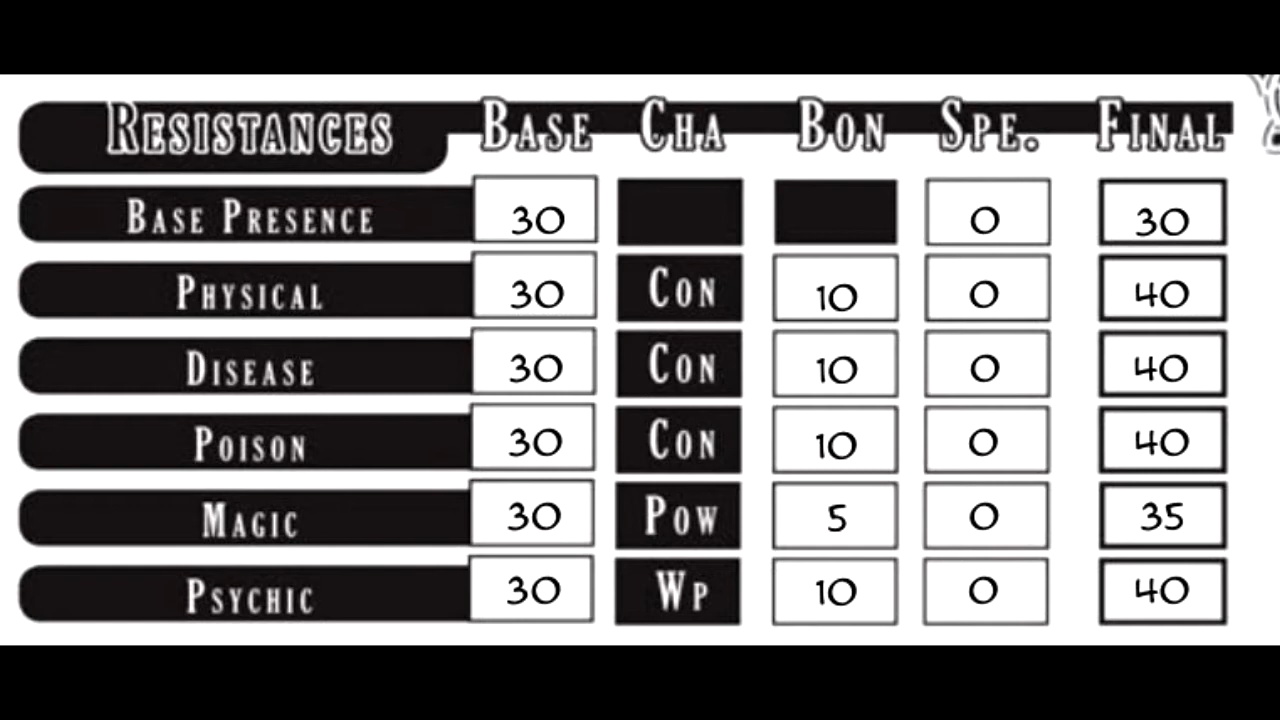 Resistances Base Cha Bon Spe. Final
Base Presence 30 0 30
Physical 30 Con 10 0 40
Disease 30 Con 10 0 40
Poison 30 Con 10 0 40
Magic 30 Pow 5 0 35
Psychic 30 Wp 10 0 40